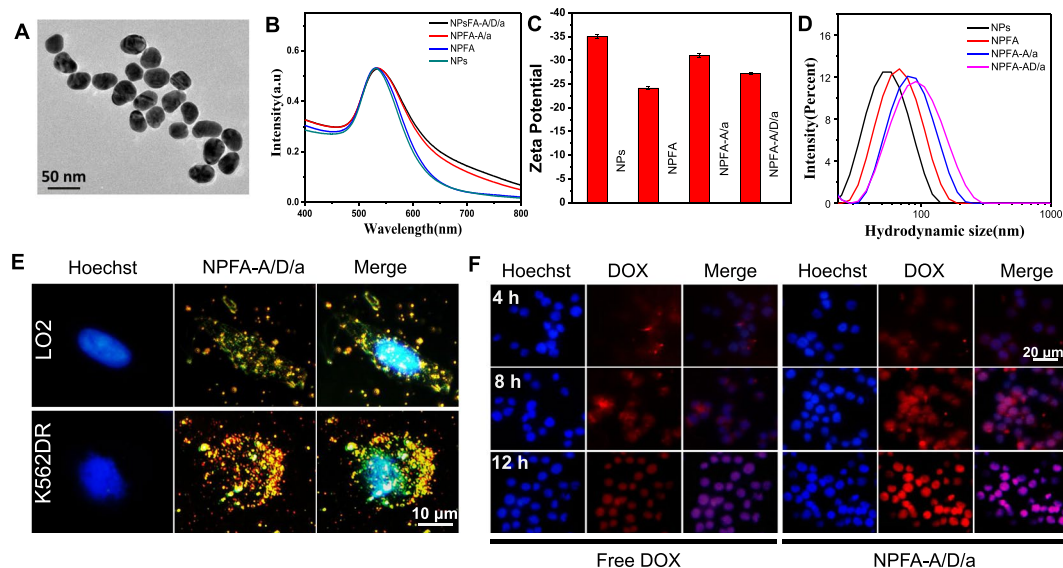 A
50 nm
B
Intensity(a.u)
0.6
0.4
0.2
0.0
NPsFA-A/D/a
NPFA-A/a
NPFA
NPs
400 500 600 700 800
Wavelength(nm)
C
Zeta Potential
-40
-35
-30
-25
-20
-15
-10
-5
0
NPs
NPFA
NPFA-A/a
NPFA-A/D/a
D
Intensity(Percent)
16
12
8
4
0
NPs
NPFA
NPFA-A/a
NPFA-AD/a
100 1000
Hydrodynamic size(nm)
E
Hoechst NPFA-A/D/a Merge
LO2
K562DR
10 μm
F
Hoechst DOX Merge Hoechst DOX Merge
4 h
20 μm
8 h
12 h
Free DOX NPFA-A/D/a